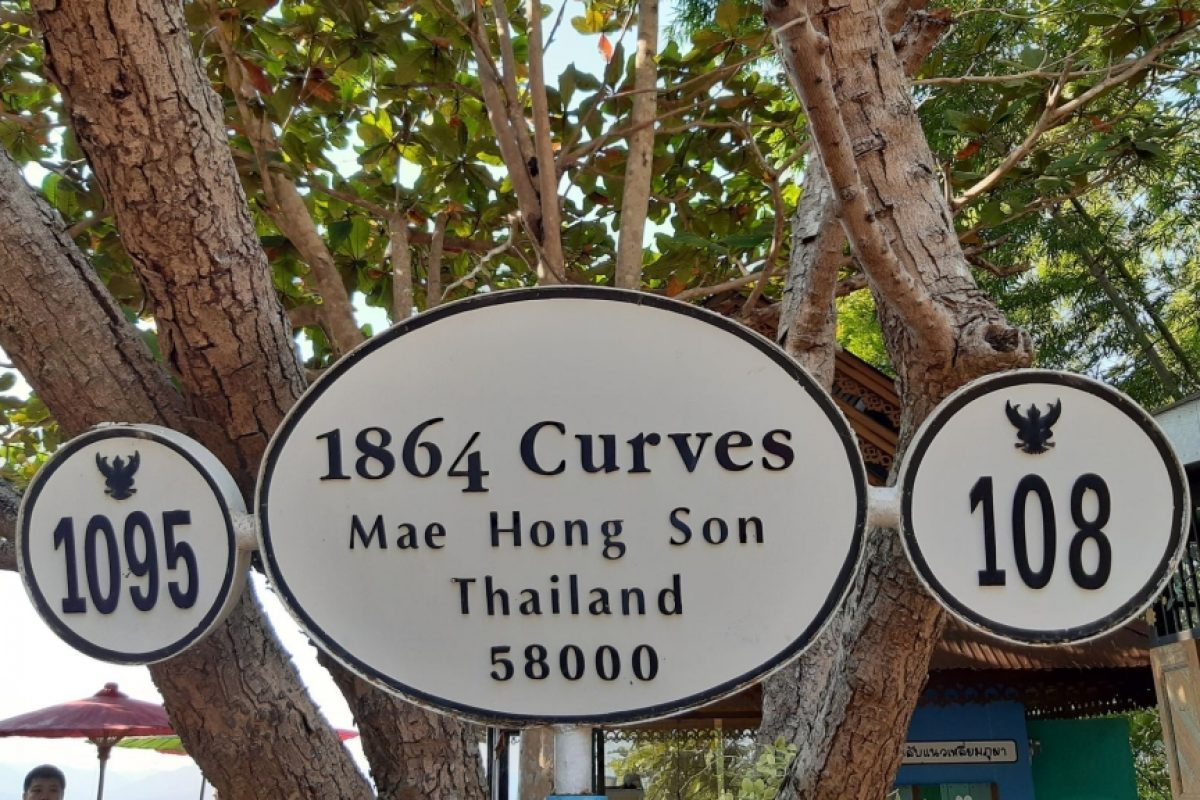 1095
1864 Curves
Mae Hong Son
Thailand
58000
108